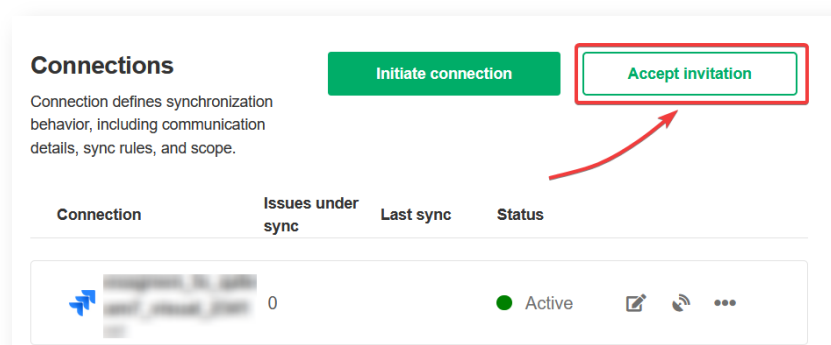 Connections
Initiate connection
Accept invitation
Connection defines synchronization
behavior, including communication
details, sync rules, and scope.
Connection
Issues under
sync
Last sync
Status
0
Active